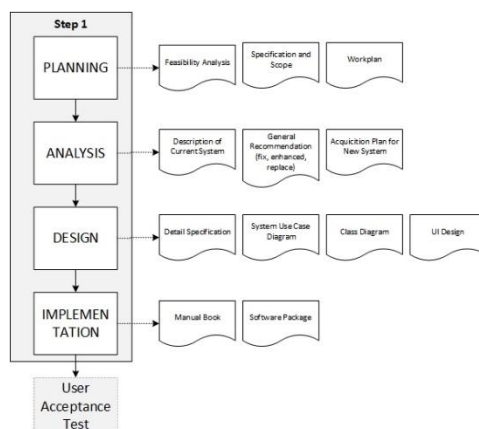 Step 1
PLANNING
Feasibility Analysis
Specification and
Scope
Workplan
ANALYSIS
Description of
Current System
General
Recommendation
(fix, enhanced,
replace)
Acquicition Plan for
New System
DESIGN
Detail Specification
System Use Case
Diagram
Class Diagram
UI Design
IMPLEMEN
TATION
Manual Book
Software Package
User
Acceptance
Test